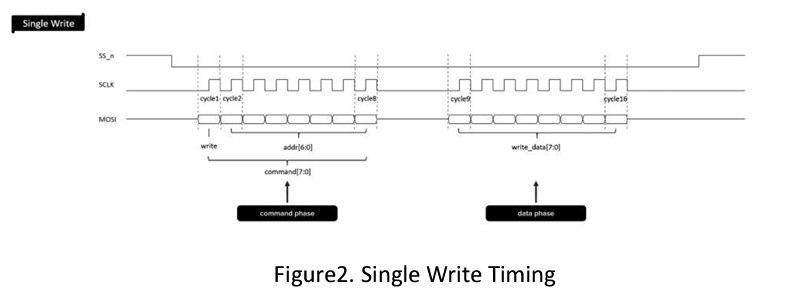 Single Write
SS_n
SCLK
cycle1 cycle2 cycle8 cycle9 cycle16
MOSI
write addr[6:0] write_data[7:0]
command[7:0]
command phase data phase
Figure2. Single Write Timing